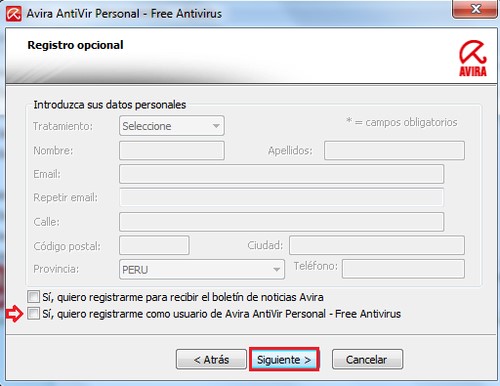 Avira AntiVir Personal - Free Antivirus
Registro opcional
AVIRA
Introduzca sus datos personales
Tratamiento: Seleccione * = campos obligatorios
Nombre: Apellidos:
Email:
Repetir email:
Calle:
Código postal: Ciudad:
Provincia: PERU Teléfono:
Sí, quiero registrarme para recibir el boletín de noticias Avira
Sí, quiero registrarme como usuario de Avira AntiVir Personal - Free Antivirus
< Atrás Siguiente > Cancelar